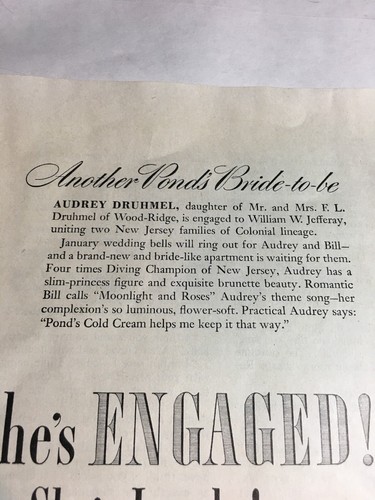 Another Pond's Bride-to-be
AUDREY DRUHMEL, daughter of Mr. and Mrs. F. L.
Druhmel of Wood-Ridge, is engaged to William W. Jefferay,
uniting two New Jersey families of Colonial lineage.
January wedding bells will ring for Audrey and Bill—
and a brand-new and bride-like apartment is waiting for them.
Four times Diving Champion of New Jersey, Audrey has a
slim-princess figure and exquisite brunette beauty. Romantic
Bill calls "Moonlight and Roses" Audrey's theme song—her
complexion's so luminous, flower-soft. Practical Audrey says:
"Pond's Cold Cream helps me keep it that way."
he's ENGAGED!